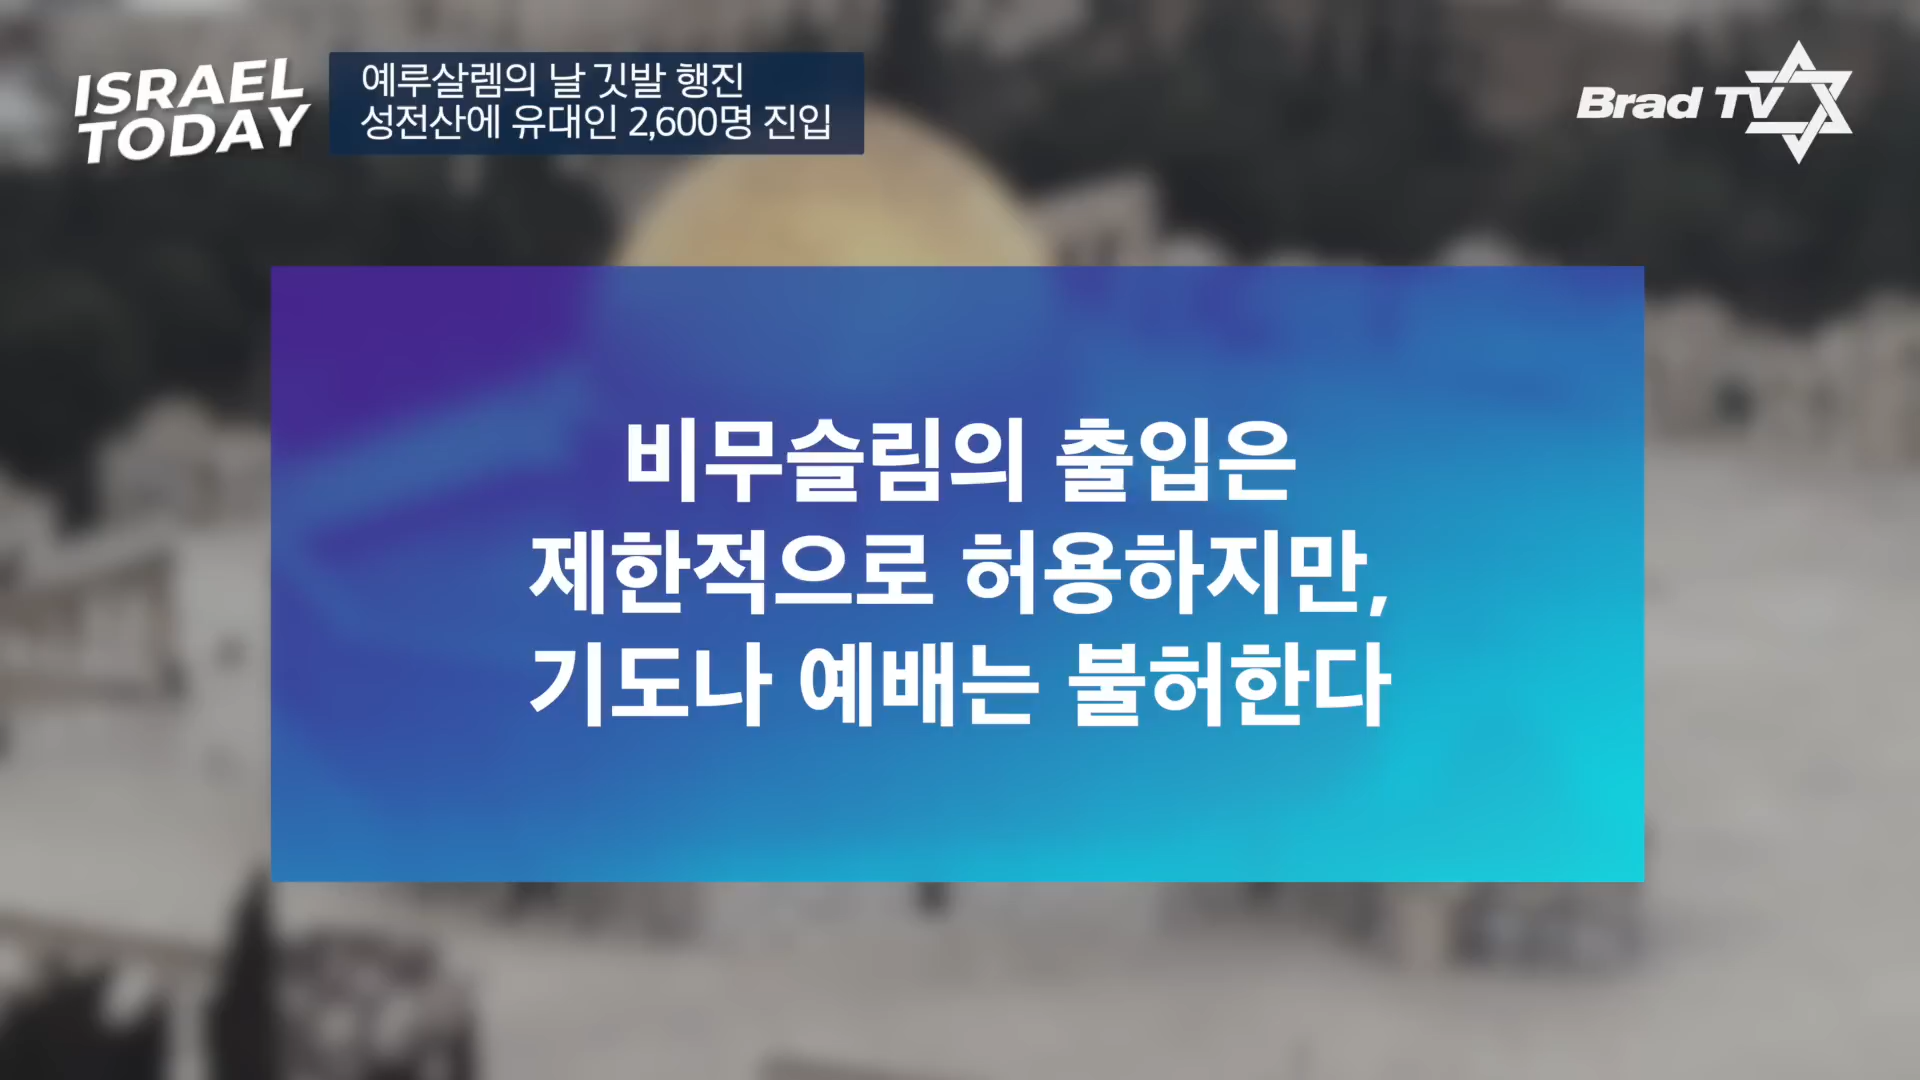 ISRAEL
TODAY
예루살렘의 날 깃발 행진
성전산에 유대인 2,600명 진입
Brad TV
비무슬림의 출입은
제한적으로 허용하지만,
기도나 예배는 불허한다